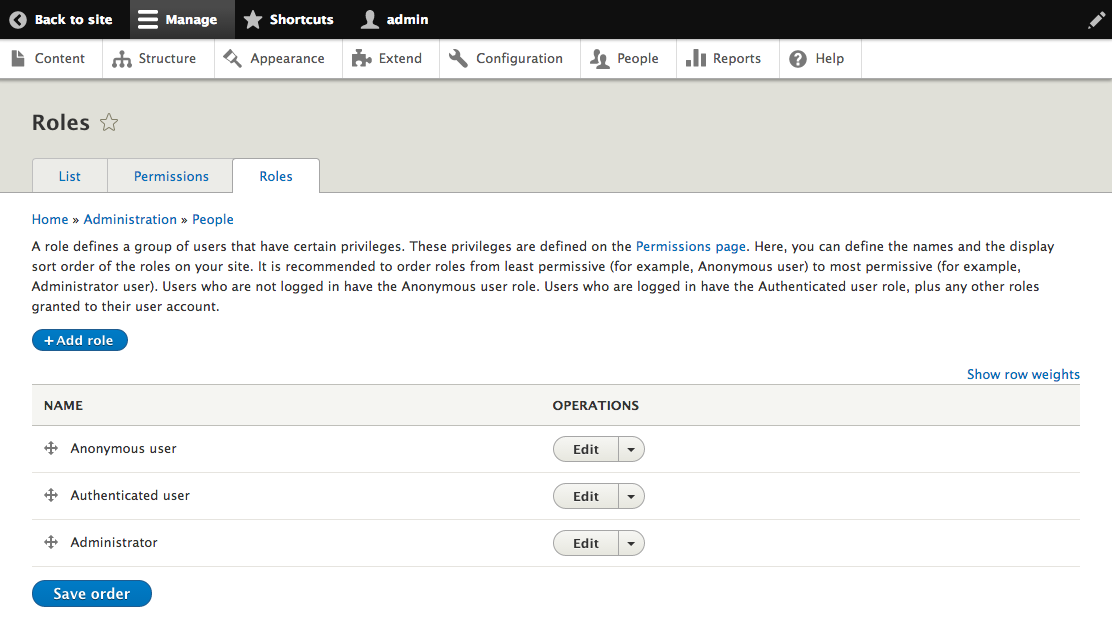 Back to site Manage Shortcuts admin
Content Structure Appearance Extend Configuration People Reports Help
Roles
List Permissions Roles
Home » Administration » People
A role defines a group of users that have certain privileges. These privileges are defined on the Permissions page. Here, you can define the names and the display
sort order of the roles on your site. It is recommended to order roles from least permissive (for example, Anonymous user) to most permissive (for example,
Administrator user). Users who are not logged in have the Anonymous user role. Users who are logged in have the Authenticated user role, plus any other roles
granted to their user account.
+ Add role
Show row weights
NAME OPERATIONS
Anonymous user Edit
Authenticated user Edit
Administrator Edit
Save order